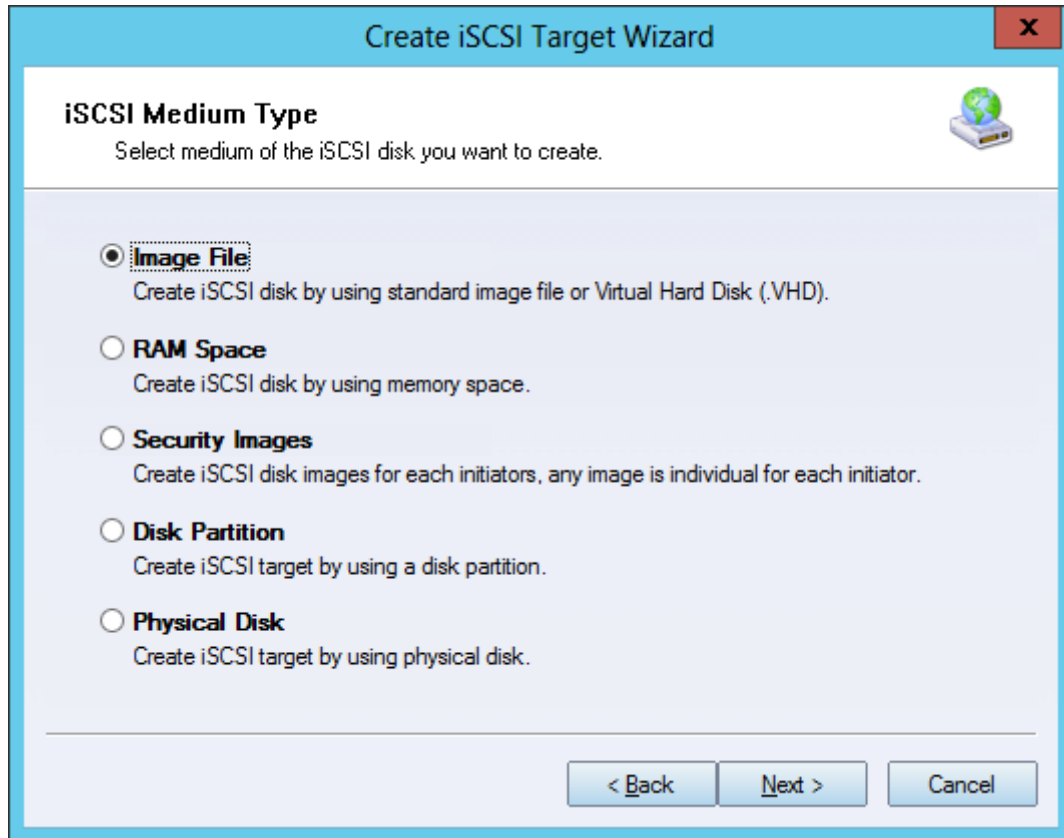 Create iSCSI Target Wizard
x
iSCSI Medium Type
Select medium of the iSCSI disk you want to create.
Image File
Create iSCSI disk by using standard image file or Virtual Hard Disk (.VHD).
RAM Space
Create iSCSI disk by using memory space.
Security Images
Create iSCSI disk images for each initiators, any image is individual for each initiator.
Disk Partition
Create iSCSI target by using a disk partition.
Physical Disk
Create iSCSI target by using physical disk.
< Back Next > Cancel